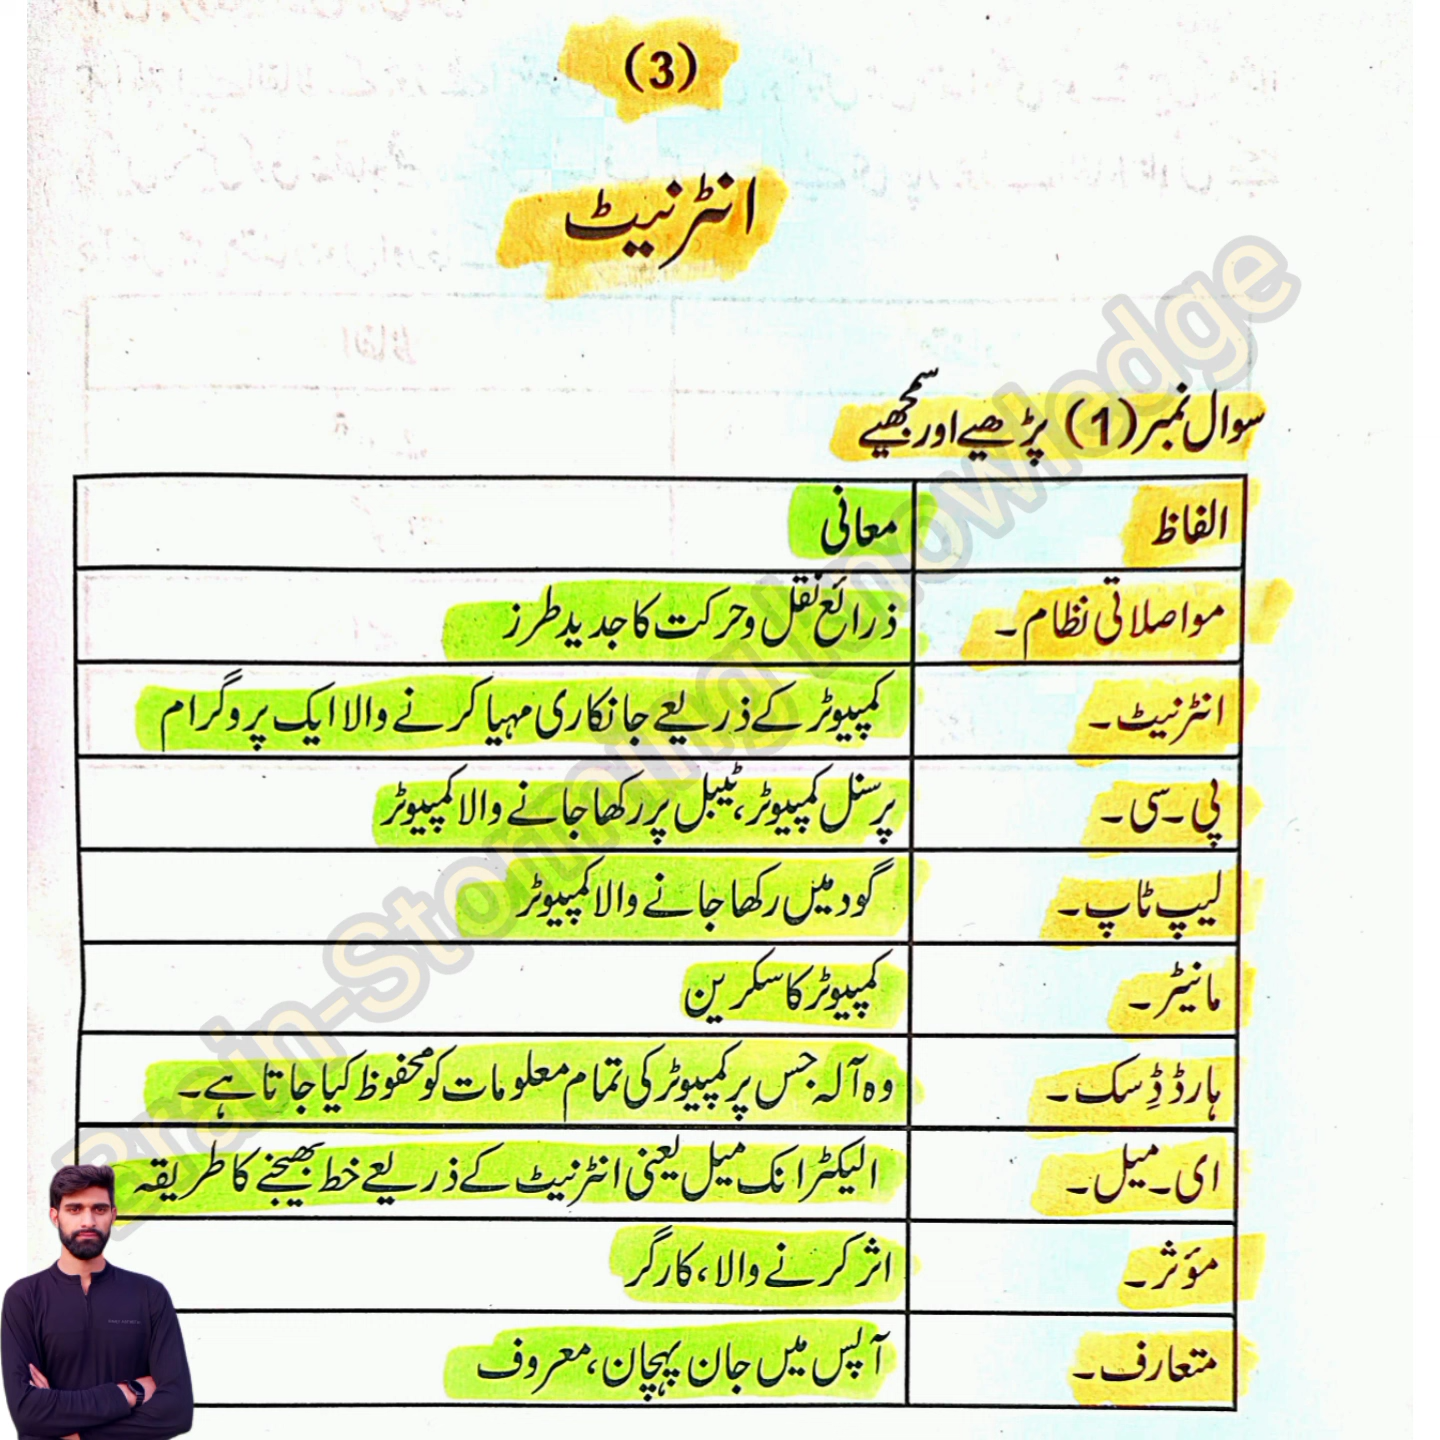 (3)
انٹرنیٹ
سوال نمبر (1) پڑھیے اور سمجھیے
الفاظ	معانی
مواصلاتی نظام۔	ذرائع نقل وحرکت کا جدید طرز
انٹرنیٹ۔	کمپیوٹر کے ذریعے جانکاری مہیا کرنے والا ایک پروگرام
پی۔سی۔	پرسنل کمپیوٹر، ٹیبل پر رکھا جانے والا کمپیوٹر
لیپ ٹاپ۔	گود میں رکھا جانے والا کمپیوٹر
مانیٹر۔	کمپیوٹر کا سکرین
ہارڈ ڈِسک۔	وہ آلہ جس پر کمپیوٹر کی تمام معلومات کو محفوظ کیا جاتا ہے۔
ای۔میل۔	الیکٹرانک میل یعنی انٹرنیٹ کے ذریعے خط بھیجنے کا طریقہ
مؤثر۔	اثر کرنے والا، کارگر
متعارف۔	آپس میں جان پہچان، معروف
Brain-Storming knowledge